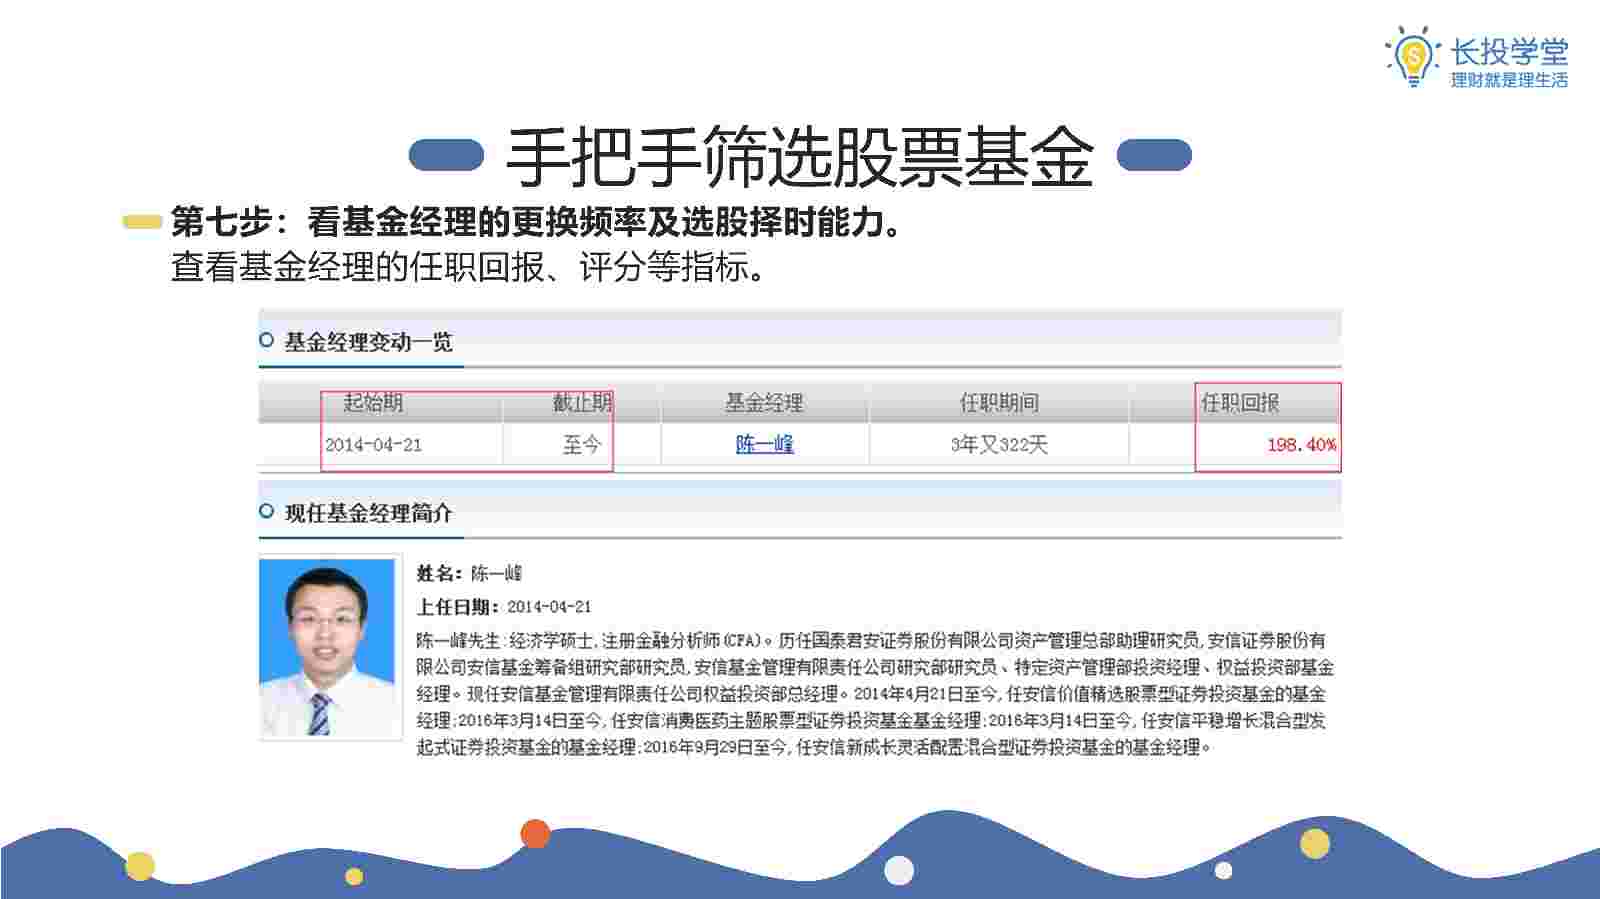 长投学堂
理财就是理生活
手把手筛选股票基金
第七步：看基金经理的更换频率及选股择时能力。
查看基金经理的任职回报、评分等指标。
基金经理变动一览
起始期 截止期 基金经理 任职期间 任职回报
2014-04-21 至今 陈一峰 3年又322天 198.40%
现任基金经理简介
姓名：陈一峰
上任日期：2014-04-21
陈一峰先生:经济学硕士,注册金融分析师(CFA)。历任国泰君安证券股份有限公司资产管理总部助理研究员,安信证券股份有
限公司安信基金筹备组研究部研究员,安信基金管理有限责任公司研究部研究员、特定资产管理部投资经理、权益投资部基金
经理。现任安信基金管理有限责任公司权益投资部总经理。2014年4月21日至今,任安信价值精选股票型证券投资基金的基金
经理;2016年3月14日至今,任安信消费医药主题股票型证券投资基金基金经理;2016年3月14日至今,任安信平稳增长混合型发
起式证券投资基金的基金经理;2016年9月29日至今,任安信新成长灵活配置混合型证券投资基金的基金经理。